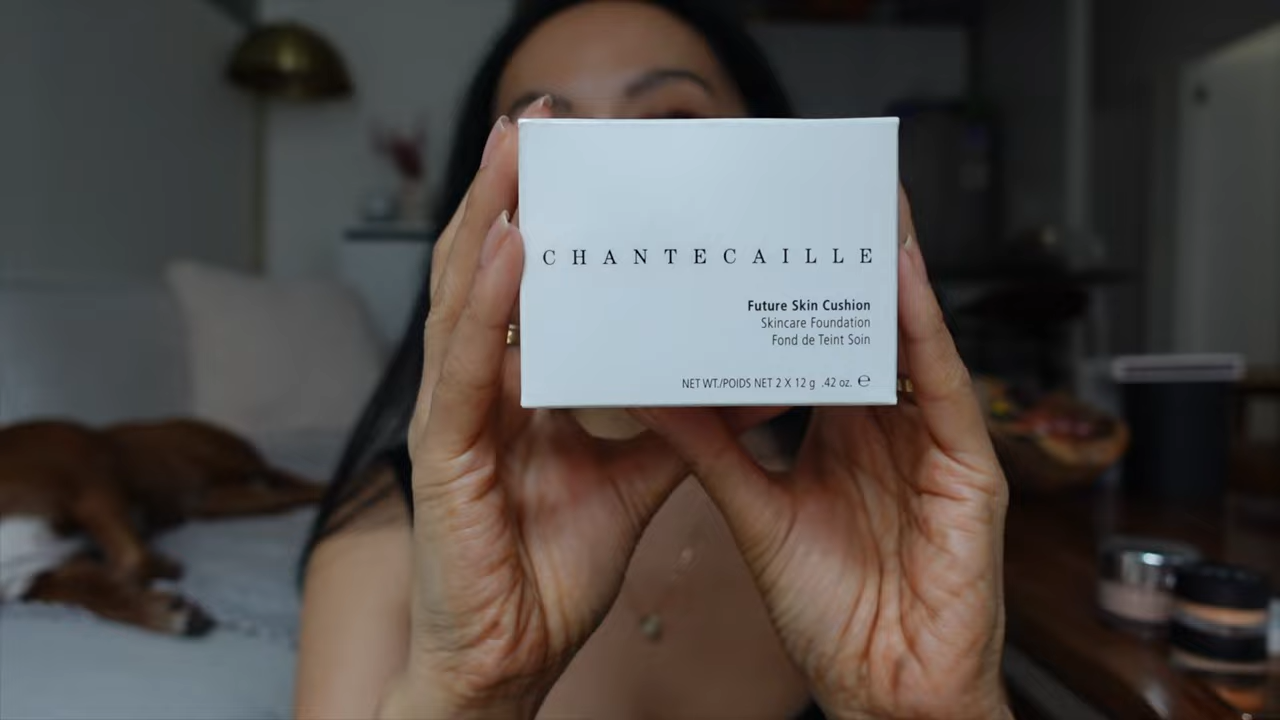 CHANTECAILLE
Future Skin Cushion
Skincare Foundation
Fond de Teint Soin
NET WT./POIDS NET 2 X 12 g .42 oz. ℮